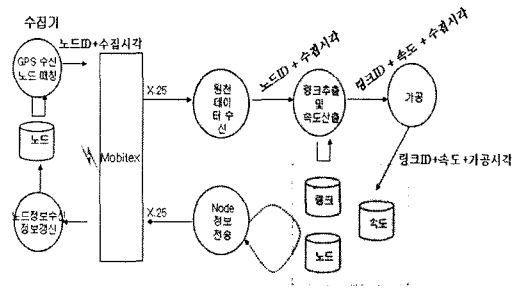 수집기
노드ID+수집시각
GPS 수신
노드 매칭
노드
노드정보수신
정보갱신
Mobitex
X.25
X.25
원천
데이
터 수
신
Node
정보
전송
노드ID + 수집시각
링크추출
및
속도산출
링크ID + 속도 + 수집시각
가공
링크ID+속도+가공시각
링크
노드
속도